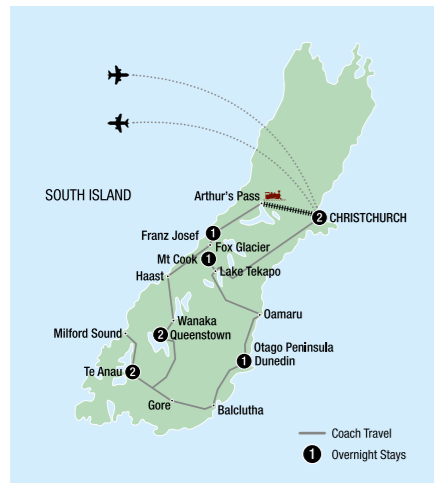 SOUTH ISLAND
Arthur's Pass
2 CHRISTCHURCH
Franz Josef 1
Fox Glacier
Mt Cook 1
Lake Tekapo
Haast
Oamaru
Wanaka
Milford Sound
2 Queenstown
Otago Peninsula
1 Dunedin
Te Anau 2
Gore
Balclutha
Coach Travel
1 Overnight Stays